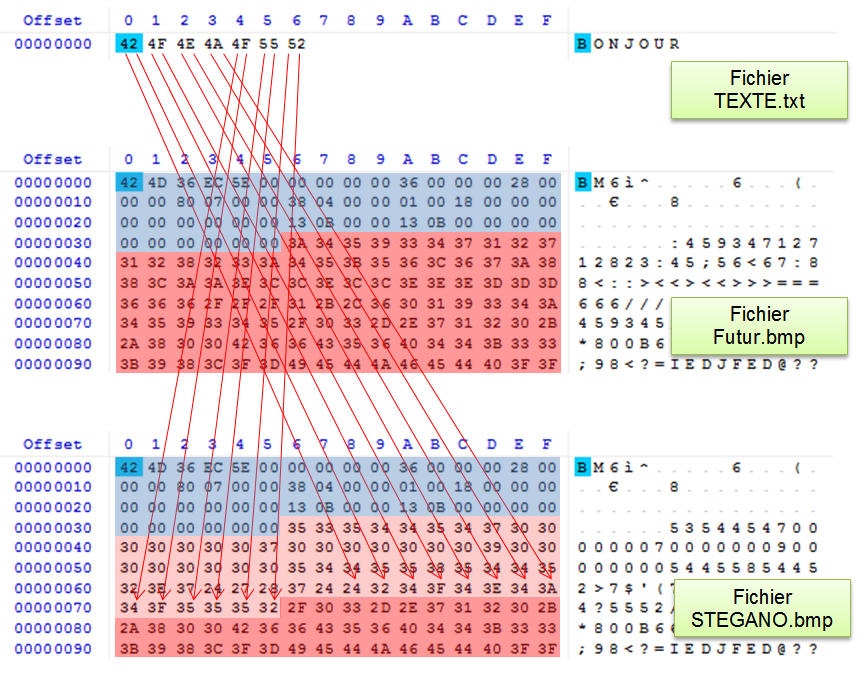 Offset 0 1 2 3 4 5 6 7 8 9 A B C D E F
00000000 42 4F 4E 4A 4F 55 52 BONJOUR
Fichier
TEXTE.txt
Offset 0 1 2 3 4 5 6 7 8 9 A B C D E F
00000000 42 4D 36 EC 5E 00 00 00 00 00 36 00 00 00 28 00 BM6ì^.....6...(.
00000010 00 00 80 07 00 00 38 04 00 00 01 00 18 00 00 00 ..€...8.........
00000020 00 00 00 00 00 00 13 0B 00 00 13 0B 00 00 00 00 ................
00000030 00 00 00 00 00 00 3A 34 35 39 33 34 37 31 32 37 ......:459347127
00000040 31 32 38 32 33 3A 34 35 3B 35 36 3C 36 37 3A 38 12823:45;56<67:8
00000050 38 3C 3A 3A 3E 3C 3C 3E 3C 3C 3E 3E 3E 3D 3D 3D 8<::><<><<>>>===
00000060 36 36 36 2F 2F 2F 31 2B 2C 36 30 31 39 33 34 3A 666///
00000070 34 35 39 33 34 35 2F 30 33 2D 2E 37 31 32 30 2B 459345
00000080 2A 38 30 30 42 36 36 43 35 36 40 34 34 3B 33 33 *800B6
00000090 3B 39 38 3C 3F 3D 49 45 44 4A 46 45 44 40 3F 3F ;98<?=IEDJFED@??
Fichier
Futur.bmp
Offset 0 1 2 3 4 5 6 7 8 9 A B C D E F
00000000 42 4D 36 EC 5E 00 00 00 00 00 36 00 00 00 28 00 BM6ì^.....6...(.
00000010 00 00 80 07 00 00 38 04 00 00 01 00 18 00 00 00 ..€...8.........
00000020 00 00 00 00 00 00 13 0B 00 00 13 0B 00 00 00 00 ................
00000030 00 00 00 00 00 00 35 33 35 34 34 35 34 37 30 30 ......5354454700
00000040 30 30 30 30 30 37 30 30 30 30 30 30 30 39 30 30 0000070000000900
00000050 30 30 30 30 30 30 35 34 34 35 35 38 35 34 34 35 0000005445585445
00000060 32 3E 37 24 27 28 37 24 24 32 34 3F 34 3E 34 3A 2>7$'(7
00000070 34 3F 35 35 35 32 2F 30 33 2D 2E 37 31 32 30 2B 4?5552/
00000080 2A 38 30 30 42 36 36 43 35 36 40 34 34 3B 33 33 *800B6
00000090 3B 39 38 3C 3F 3D 49 45 44 4A 46 45 44 40 3F 3F ;98<?=IEDJFED@??
Fichier
STEGANO.bmp